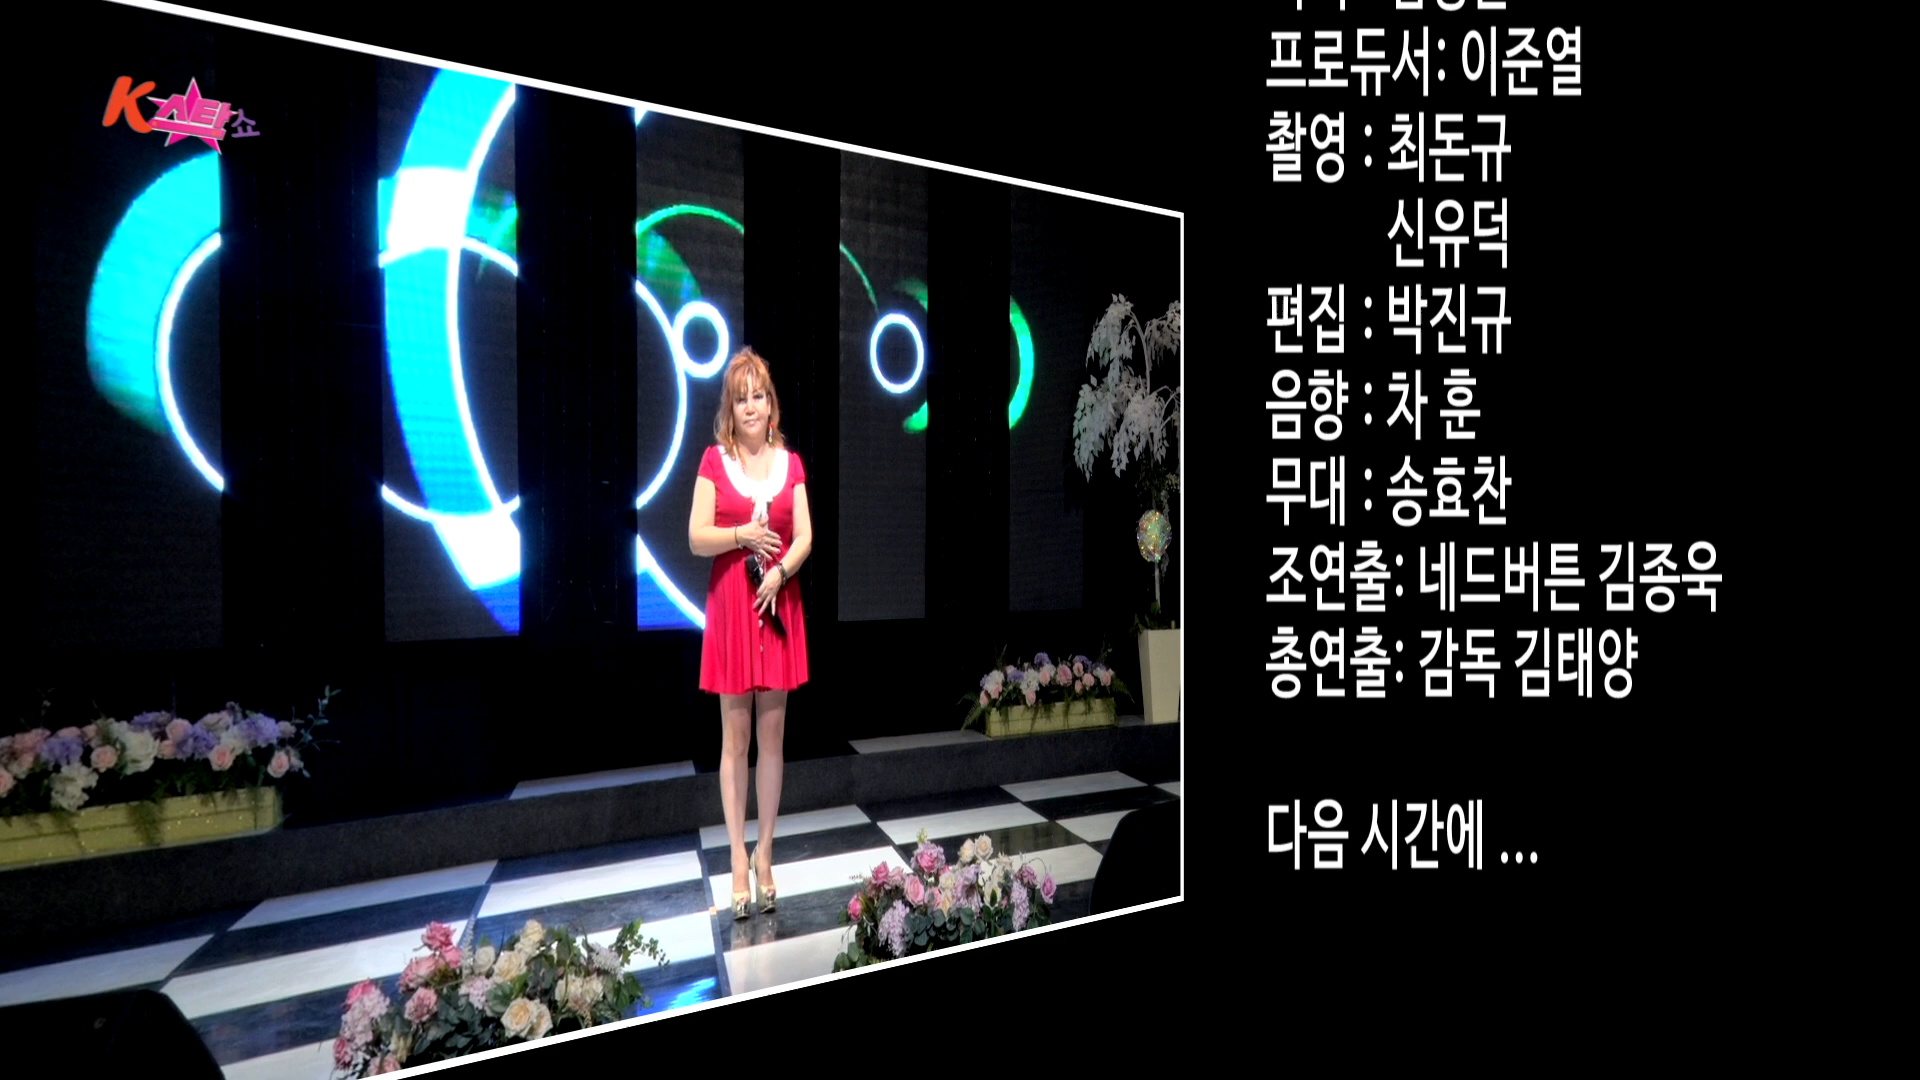 K스타쇼
프로듀서: 이준열
촬영 : 최돈규
신유덕
편집 : 박진규
음향 : 차 훈
무대 : 송효찬
조연출: 네드버튼 김종욱
총연출: 감독 김태양
다음 시간에 ...